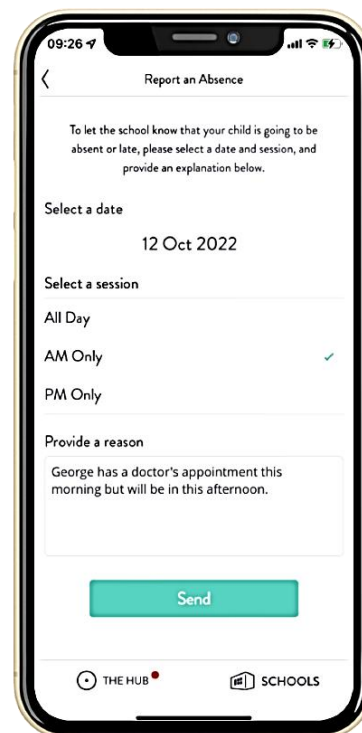 09:26
Report an Absence
To let the school know that your child is going to be
absent or late, please select a date and session, and
provide an explanation below.
Select a date
12 Oct 2022
Select a session
All Day
AM Only
PM Only
Provide a reason
George has a doctor's appointment this
morning but will be in this afternoon.
Send
THE HUB SCHOOLS